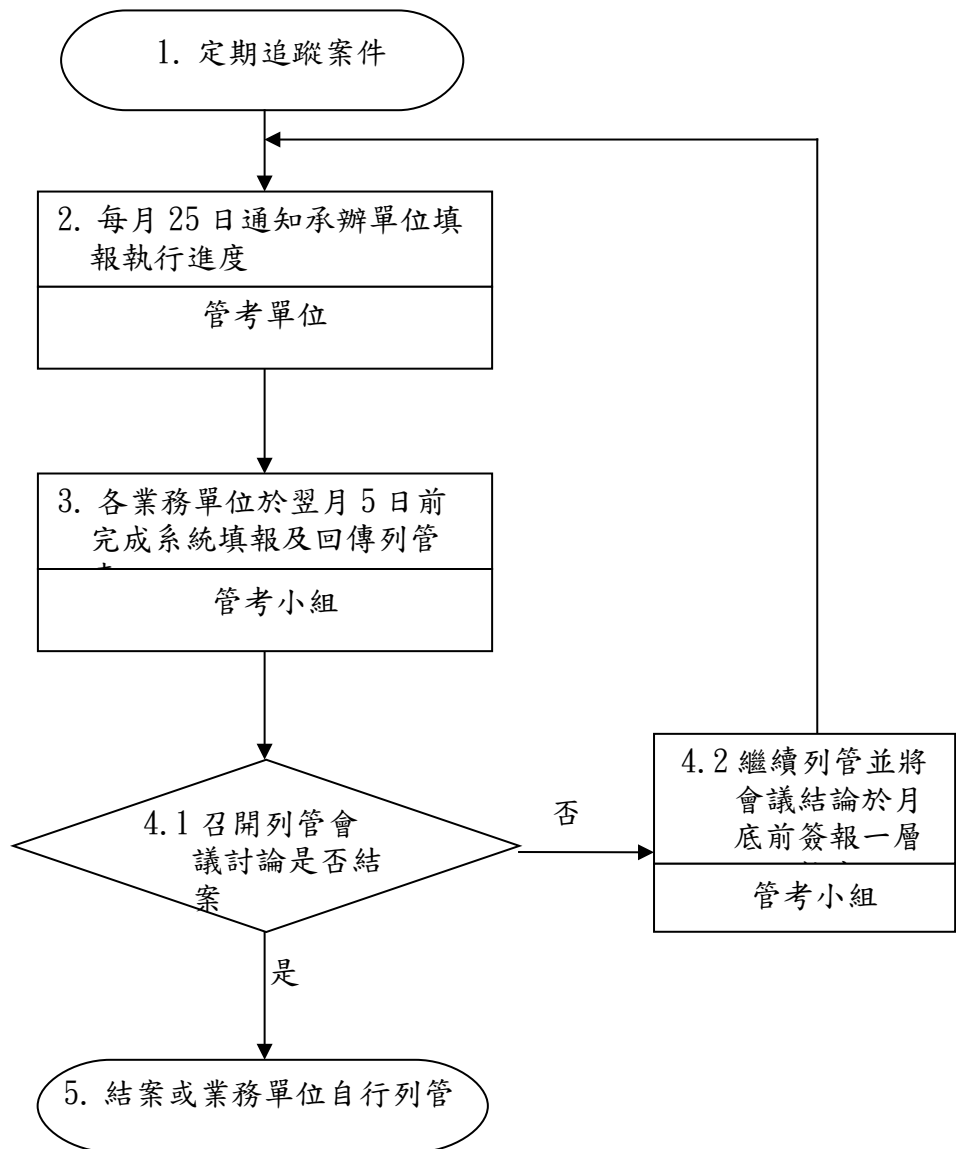 1. 定期追蹤案件
2. 每月 25 日通知承辦單位填
報執行進度
管考單位
3. 各業務單位於翌月 5 日前
完成系統填報及回傳列管
管考小組
4.1 召開列管會
議討論是否結
案
否
4.2 繼續列管並將
會議結論於月
底前簽報一層
管考小組
是
5. 結案或業務單位自行列管